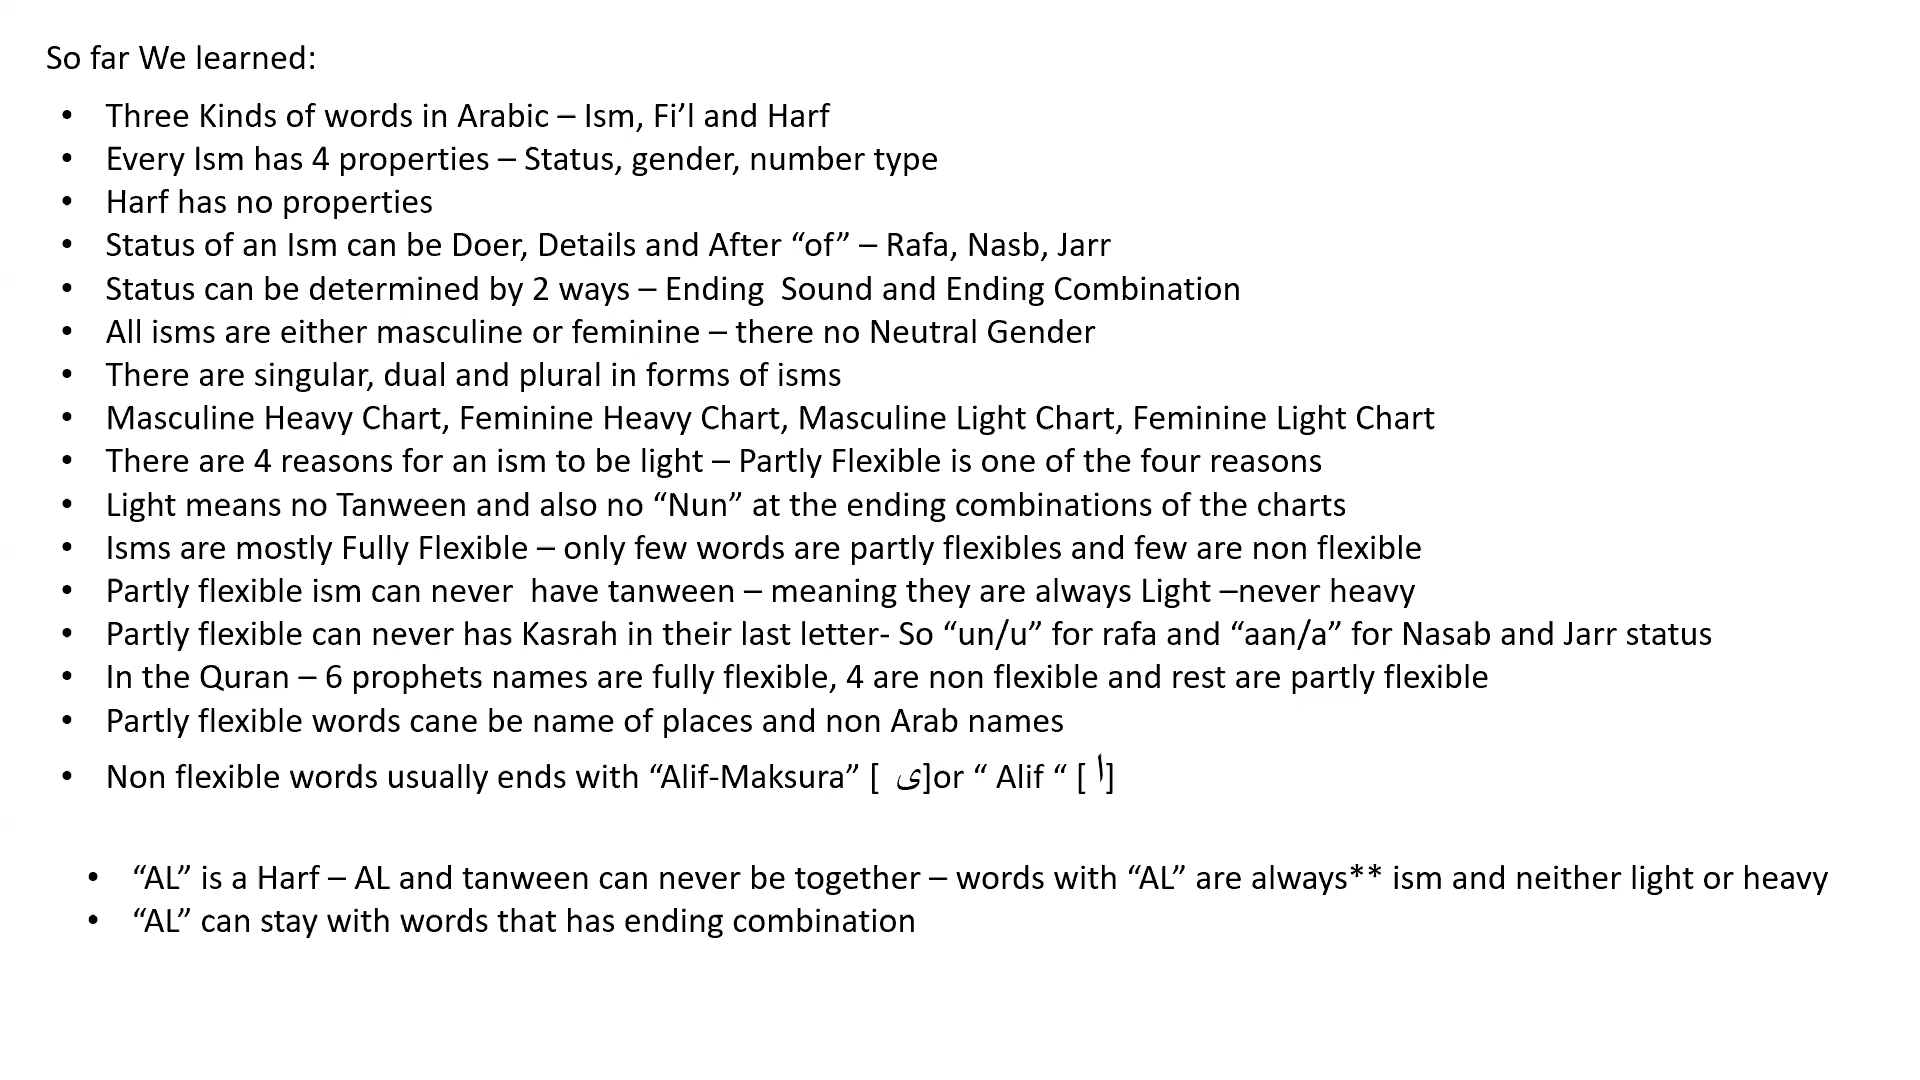 So far We learned:
• Three Kinds of words in Arabic – Ism, Fi’l and Harf
• Every Ism has 4 properties – Status, gender, number type
• Harf has no properties
• Status of an Ism can be Doer, Details and After “of” – Rafa, Nasb, Jarr
• Status can be determined by 2 ways – Ending  Sound and Ending Combination
• All isms are either masculine or feminine – there no Neutral Gender
• There are singular, dual and plural in forms of isms
• Masculine Heavy Chart, Feminine Heavy Chart, Masculine Light Chart, Feminine Light Chart
• There are 4 reasons for an ism to be light – Partly Flexible is one of the four reasons
• Light means no Tanween and also no “Nun” at the ending combinations of the charts
• Isms are mostly Fully Flexible – only few words are partly flexibles and few are non flexible
• Partly flexible ism can never  have tanween – meaning they are always Light –never heavy
• Partly flexible can never has Kasrah in their last letter- So “un/u” for rafa and “aan/a” for Nasab and Jarr status
• In the Quran – 6 prophets names are fully flexible, 4 are non flexible and rest are partly flexible
• Partly flexible words cane be name of places and non Arab names
• Non flexible words usually ends with “Alif-Maksura” [ ى]or “ Alif “ [ ا]
• “AL” is a Harf – AL and tanween can never be together – words with “AL” are always** ism and neither light or heavy
• “AL” can stay with words that has ending combination